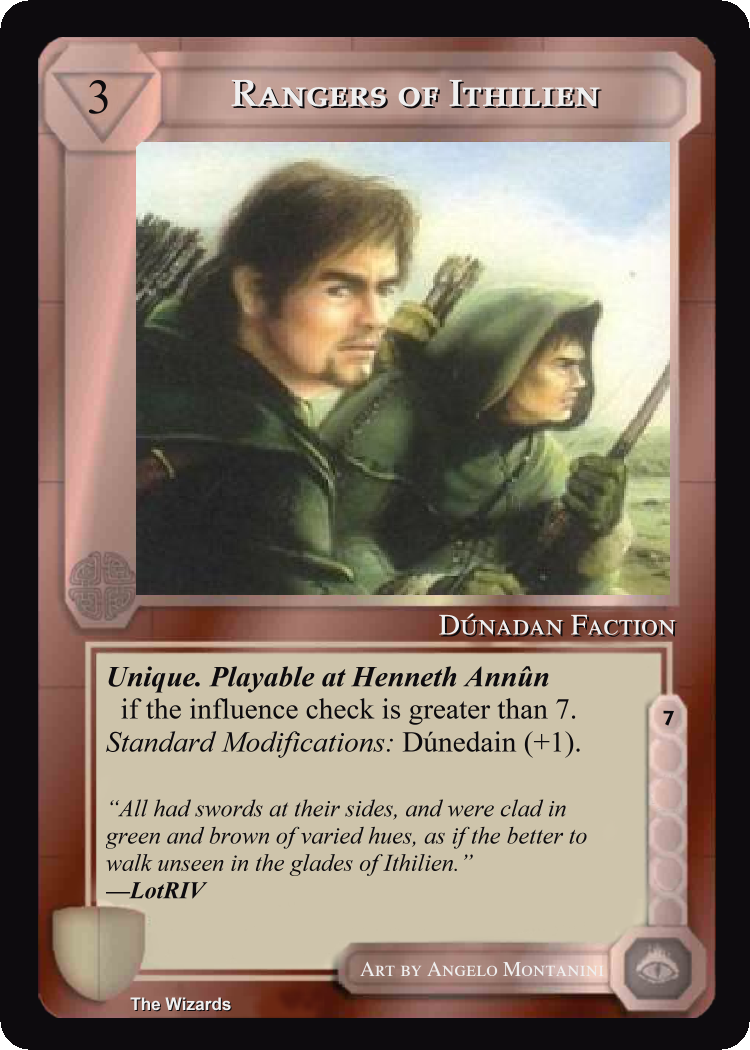 3
Rangers of Ithilien
Dúnadan Faction
Unique. Playable at Henneth Annûn
if the influence check is greater than 7.
Standard Modifications: Dúnedain (+1).
7
“All had swords at their sides, and were clad in
green and brown of varied hues, as if the better to
walk unseen in the glades of Ithilien.”
—LotRIV
Art by Angelo Montanini
The Wizards